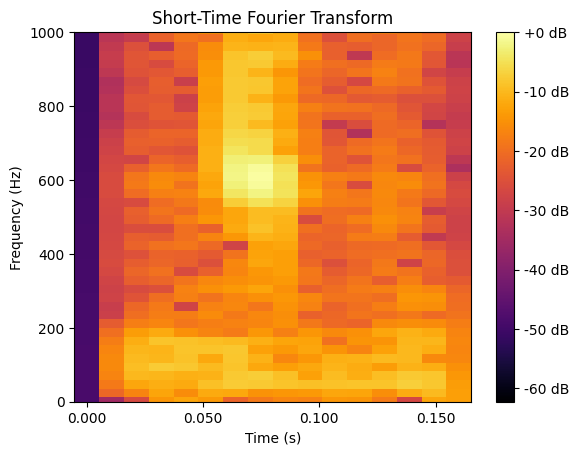 Short-Time Fourier Transform
1000
800
600
400
200
0
Frequency (Hz)
0.000
0.050
0.100
0.150
Time (s)
+0 dB
-10 dB
-20 dB
-30 dB
-40 dB
-50 dB
-60 dB